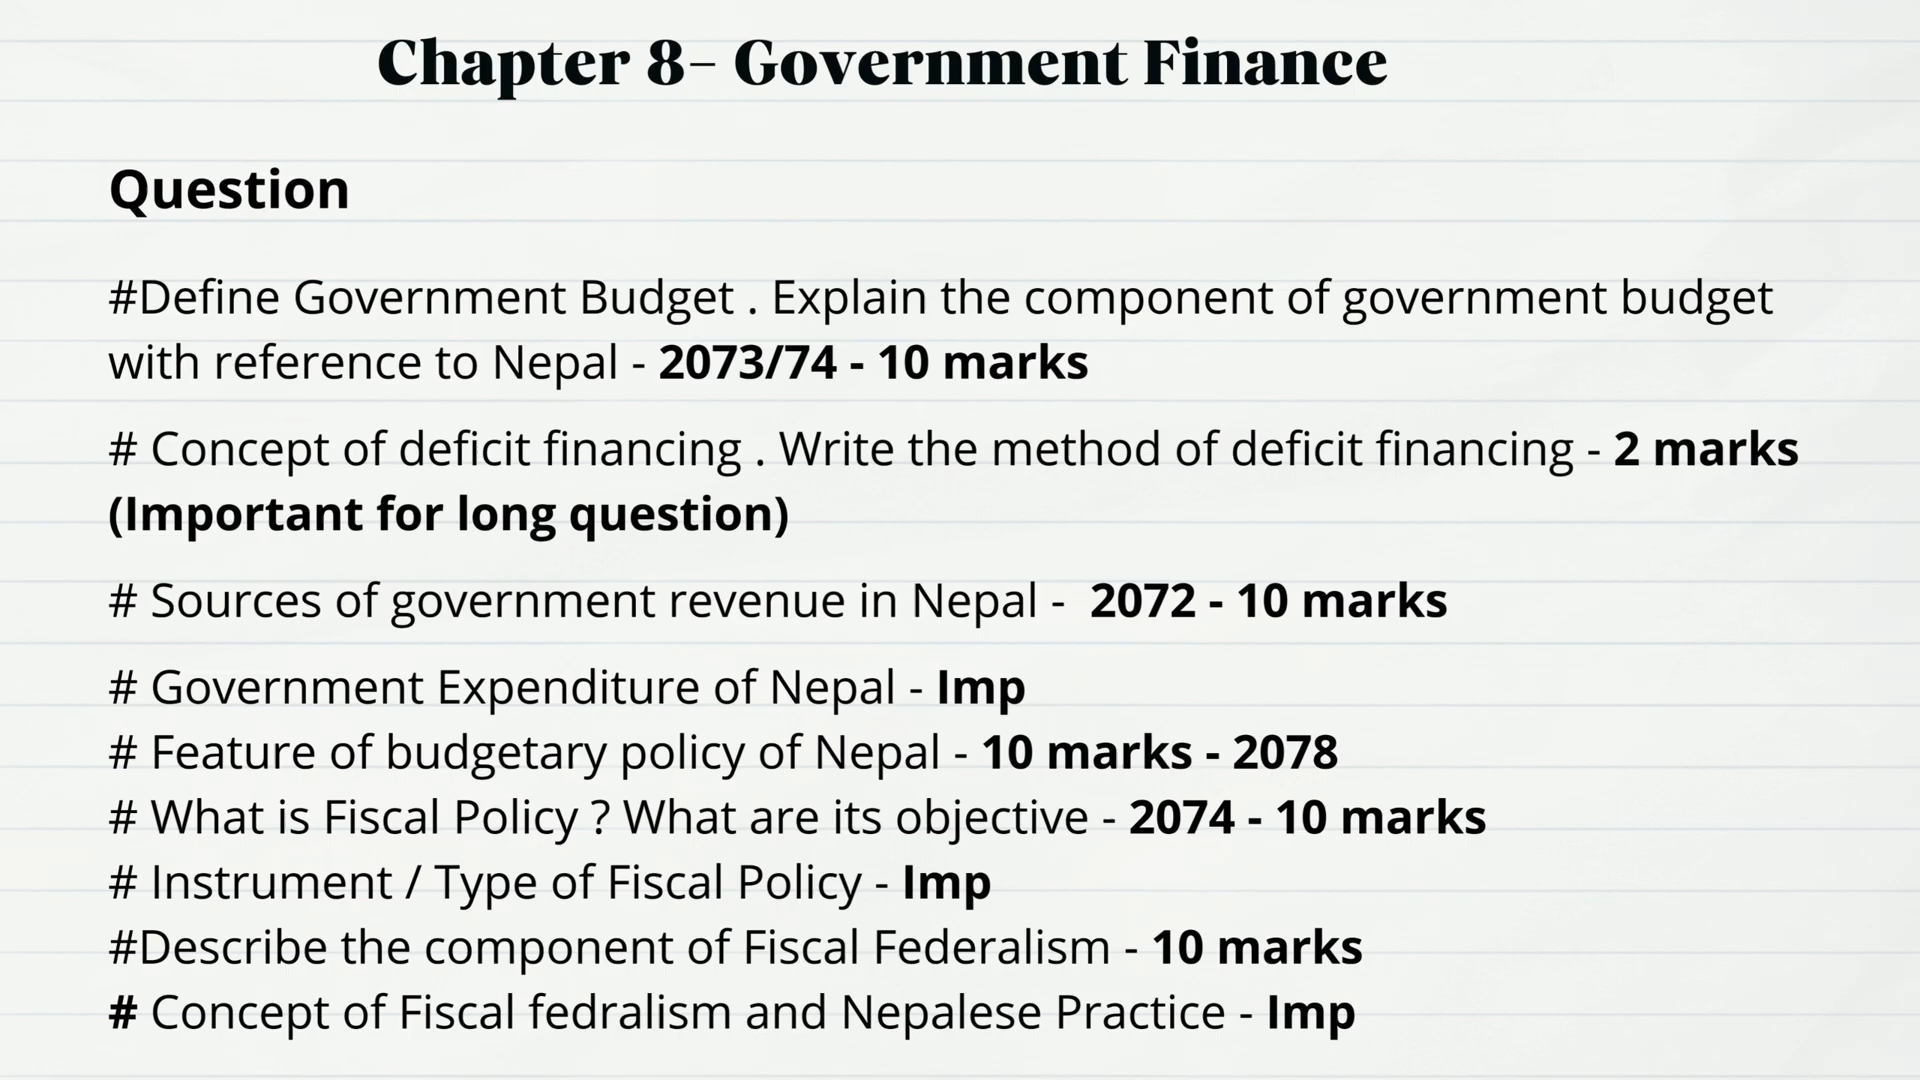 Chapter 8- Government Finance
Question
#Define Government Budget . Explain the component of government budget
with reference to Nepal - 2073/74 - 10 marks
# Concept of deficit financing . Write the method of deficit financing - 2 marks
(Important for long question)
# Sources of government revenue in Nepal -  2072 - 10 marks
# Government Expenditure of Nepal - Imp
# Feature of budgetary policy of Nepal - 10 marks - 2078
# What is Fiscal Policy ? What are its objective - 2074 - 10 marks
# Instrument / Type of Fiscal Policy - Imp
#Describe the component of Fiscal Federalism - 10 marks
# Concept of Fiscal fedralism and Nepalese Practice - Imp